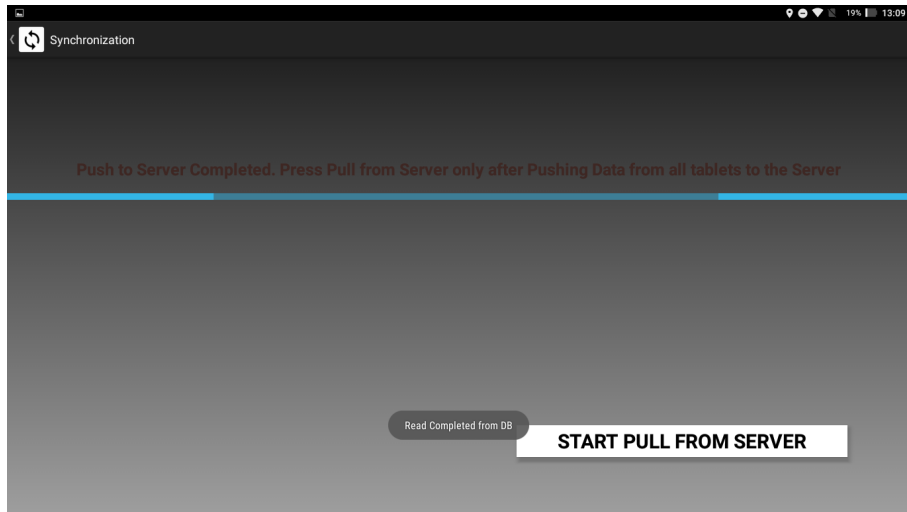 19% 13:09
Synchronization
Push to Server Completed. Press Pull from Server only after Pushing Data from all tablets to the Server
Read Completed from DB
START PULL FROM SERVER